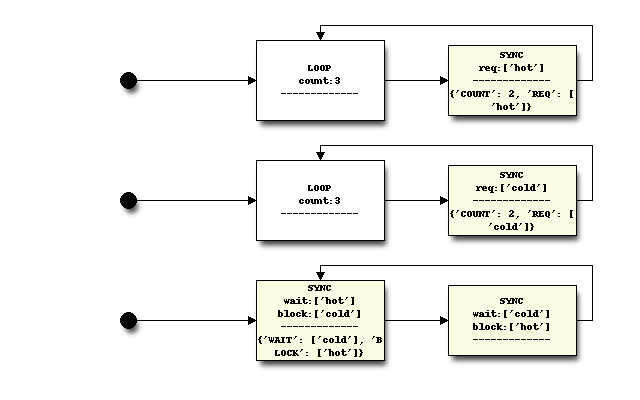 LOOP
count:3
-------------
SYNC
req:['hot']
-------------
{'COUNT': 2, 'REQ': [
'hot']}
LOOP
count:3
-------------
SYNC
req:['cold']
-------------
{'COUNT': 2, 'REQ': [
'cold']}
SYNC
wait:['hot']
block:['cold']
-------------
{'WAIT': ['cold'], 'B
LOCK': ['hot']}
SYNC
wait:['cold']
block:['hot']
-------------